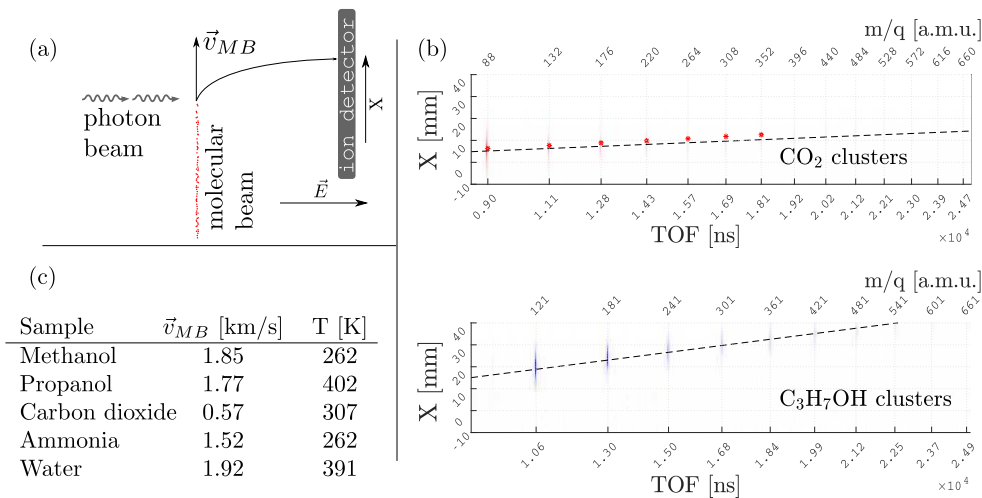 (a)
v⃗MB
ion detector
X
photon
beam
molecular
beam
E⃗
(b)
m/q [a.m.u.]
88 132 176 220 264 308 352 396 440 484 528 572 616 660
X [mm]
40
30
20
10
0
-10
CO2 clusters
0.90 1.11 1.28 1.43 1.57 1.69 1.81 1.92 2.02 2.12 2.21 2.30 2.39 2.47
TOF [ns]
×10^4
m/q [a.m.u.]
121 181 241 301 361 421 481 541 601 661
X [mm]
40
30
20
10
0
-10
C3H7OH clusters
1.06 1.30 1.50 1.68 1.84 1.99 2.12 2.25 2.37 2.49
TOF [ns]
×10^4
(c)
Sample v⃗MB [km/s] T [K]
Methanol 1.85 262
Propanol 1.77 402
Carbon dioxide 0.57 307
Ammonia 1.52 262
Water 1.92 391